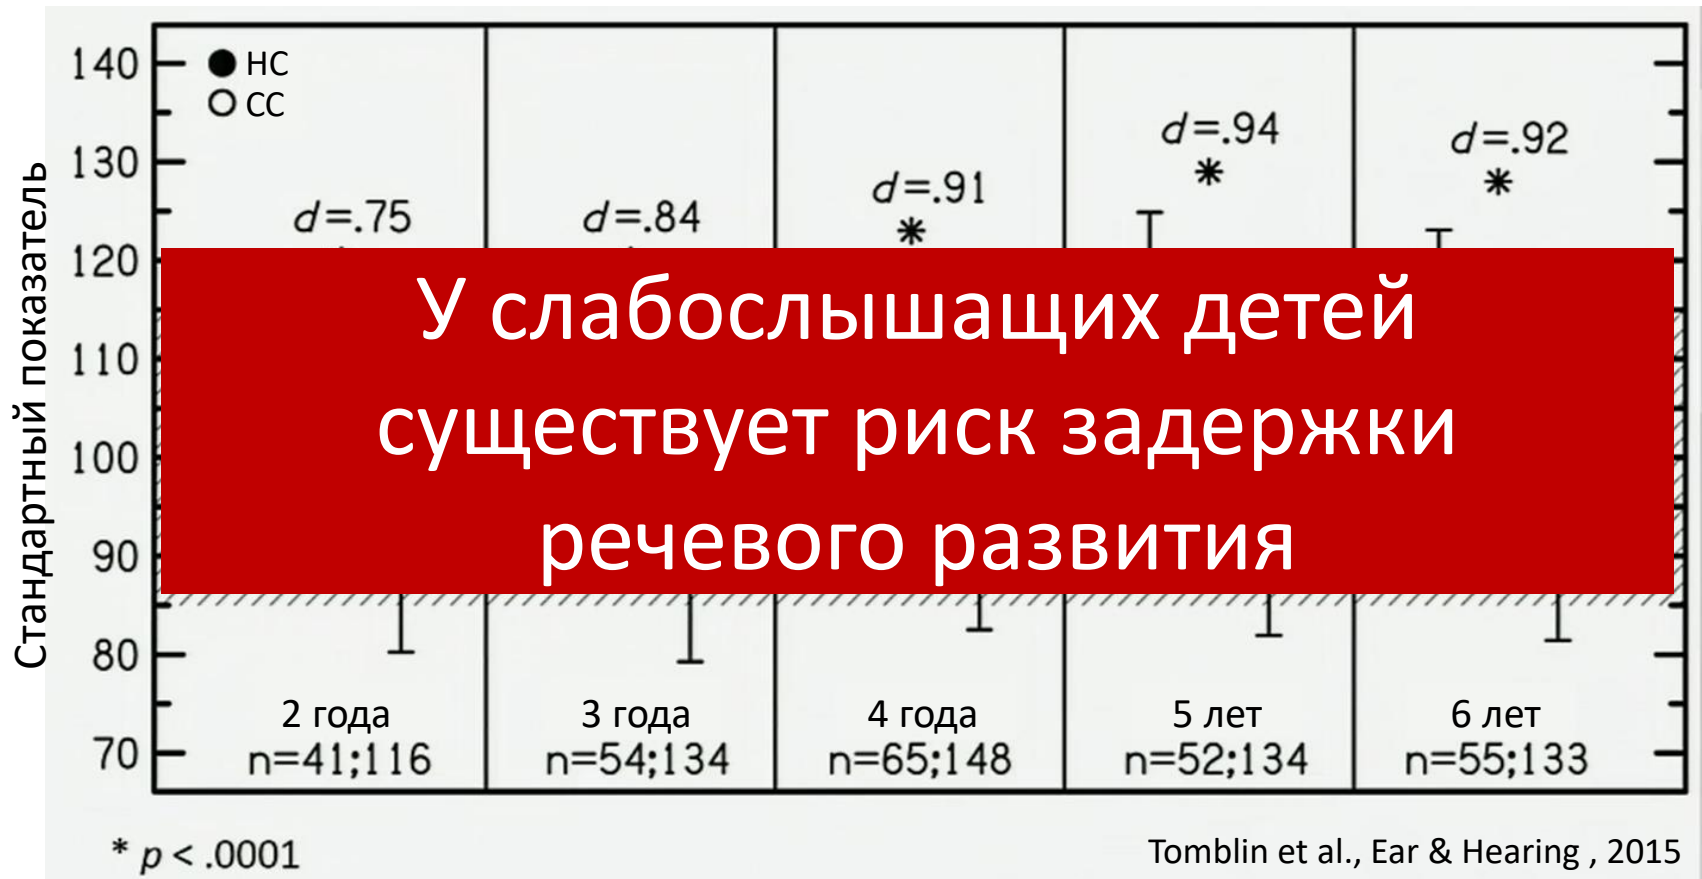 Стандартный показатель
140
130
120
110
100
90
80
70
НС
СС
d=.75
d=.84
d=.91
*
d=.94
*
d=.92
*
У слабослышащих детей
существует риск задержки
речевого развития
2 года
n=41;116
3 года
n=54;134
4 года
n=65;148
5 лет
n=52;134
6 лет
n=55;133
* p < .0001
Tomblin et al., Ear & Hearing , 2015